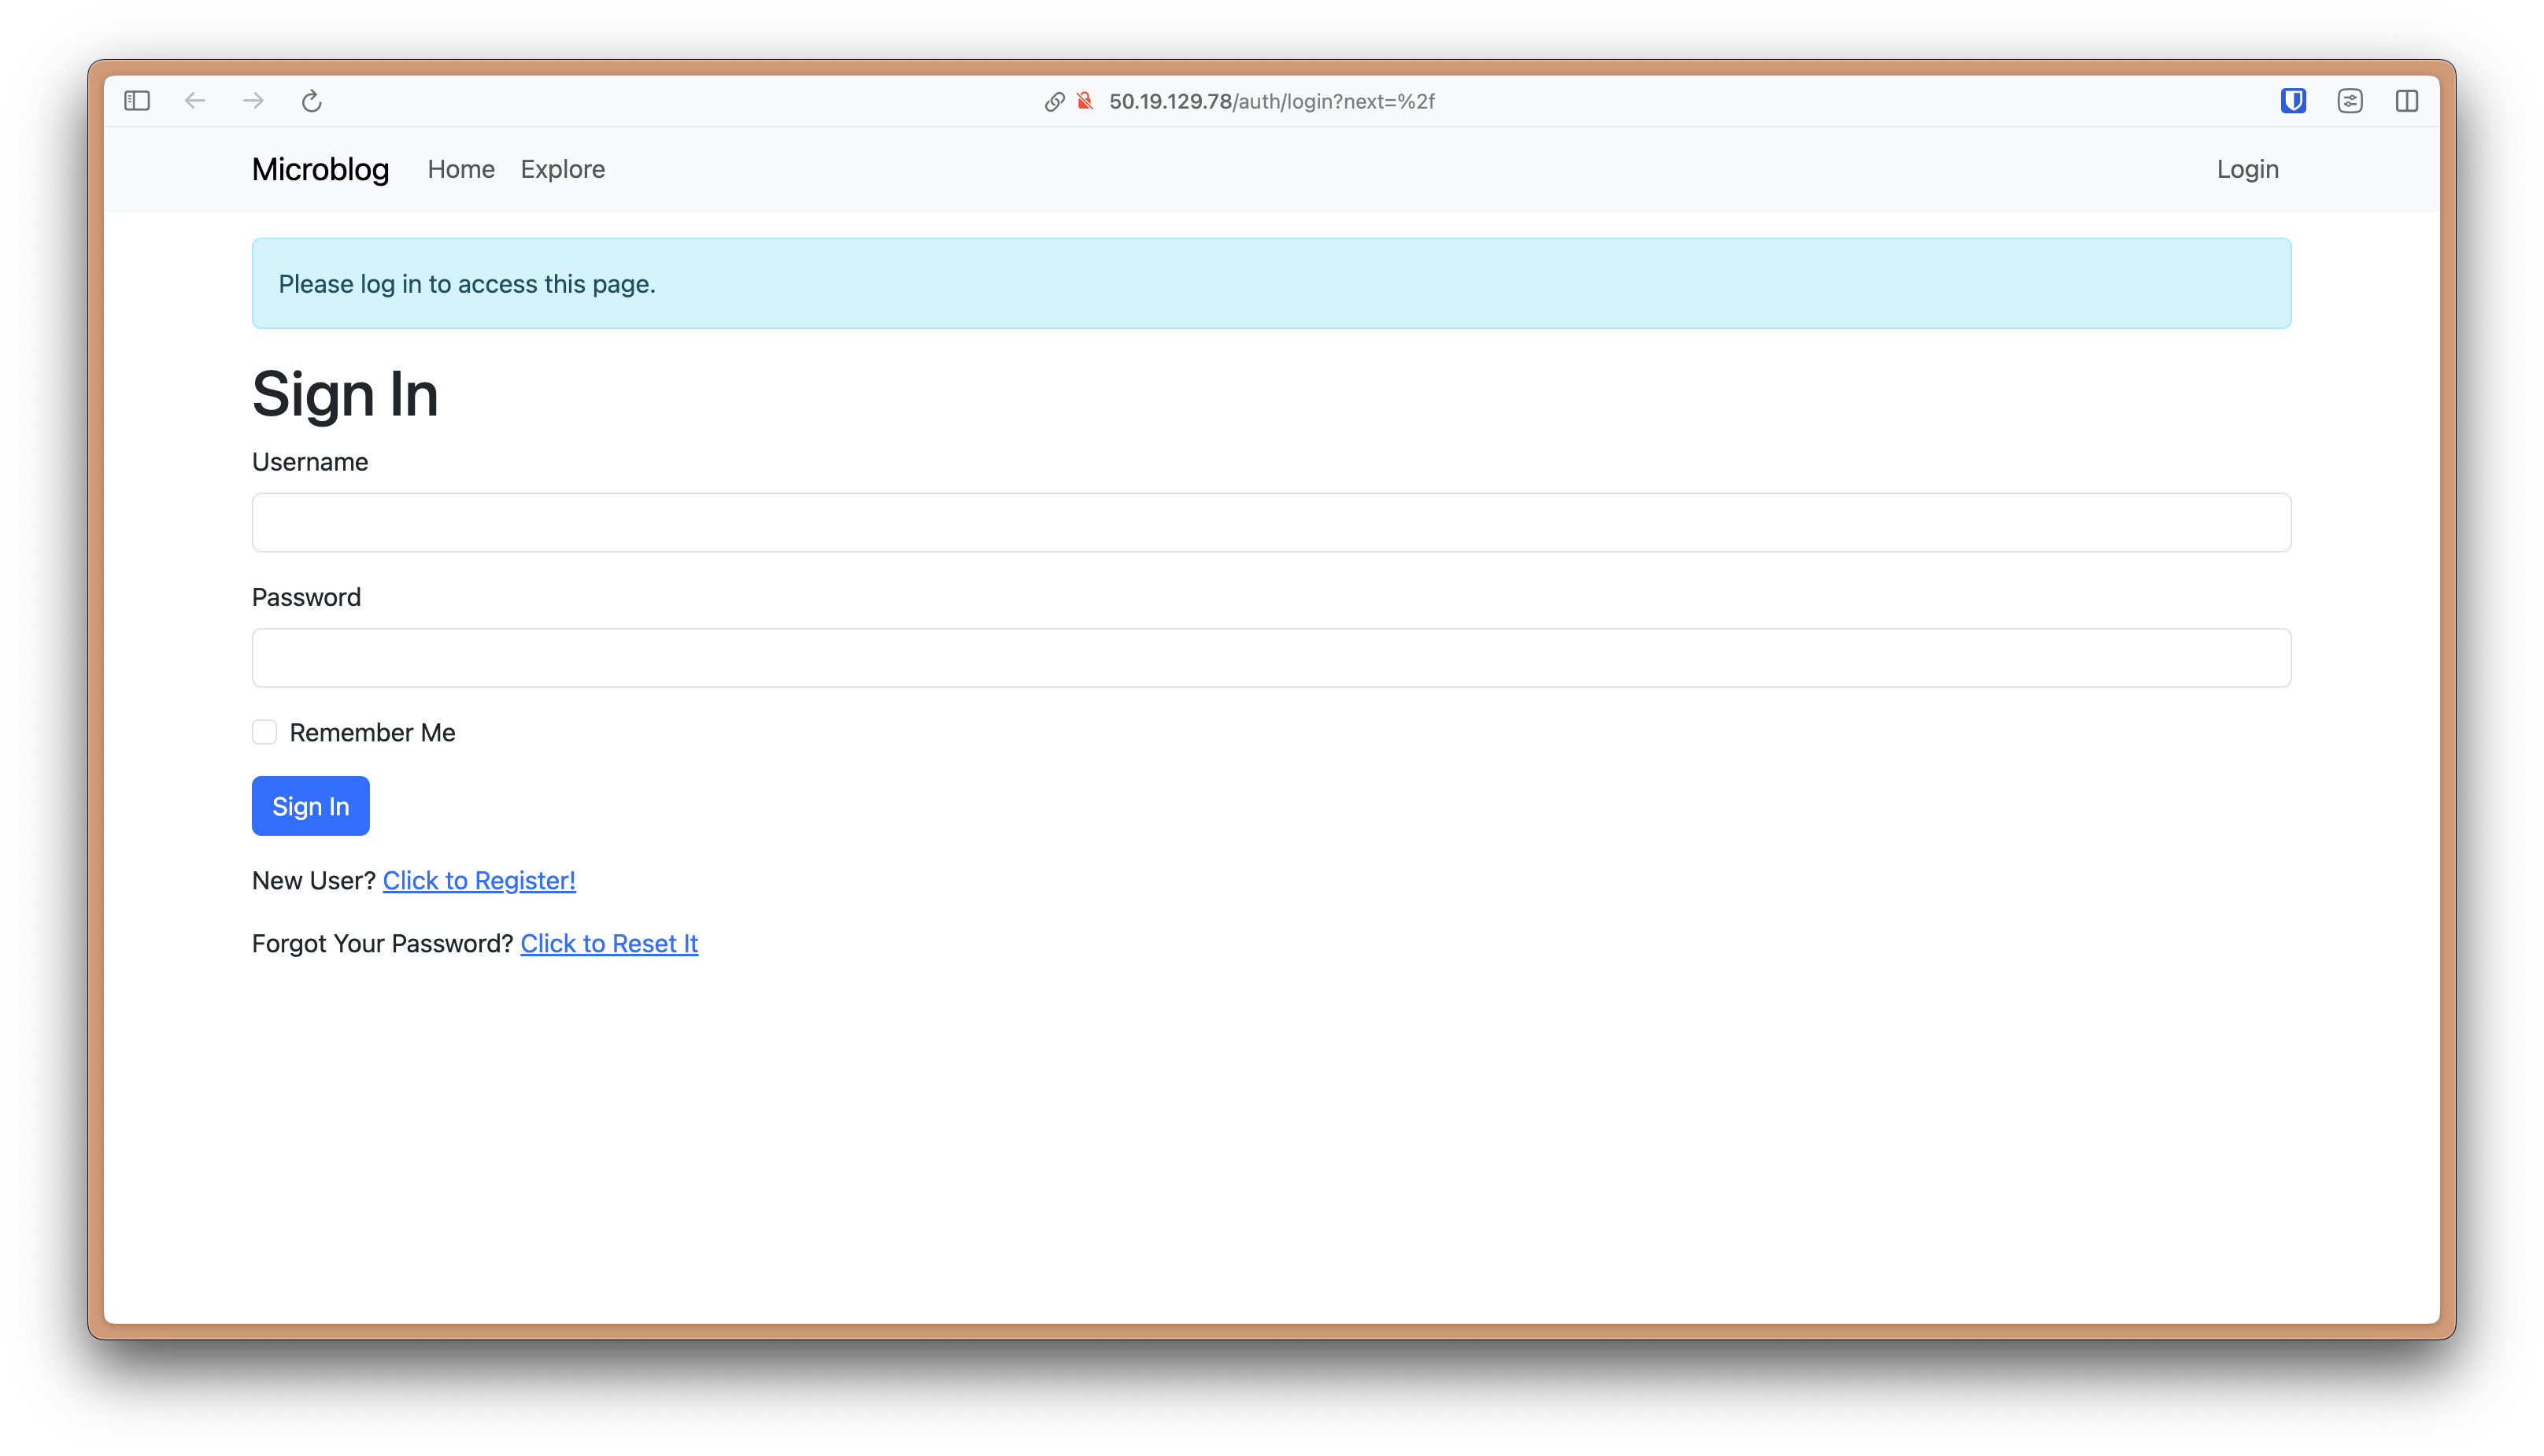 50.19.129.78/auth/login?next=%2f
Microblog Home Explore Login
Please log in to access this page.
Sign In
Username
Password
Remember Me
Sign In
New User? Click to Register!
Forgot Your Password? Click to Reset It